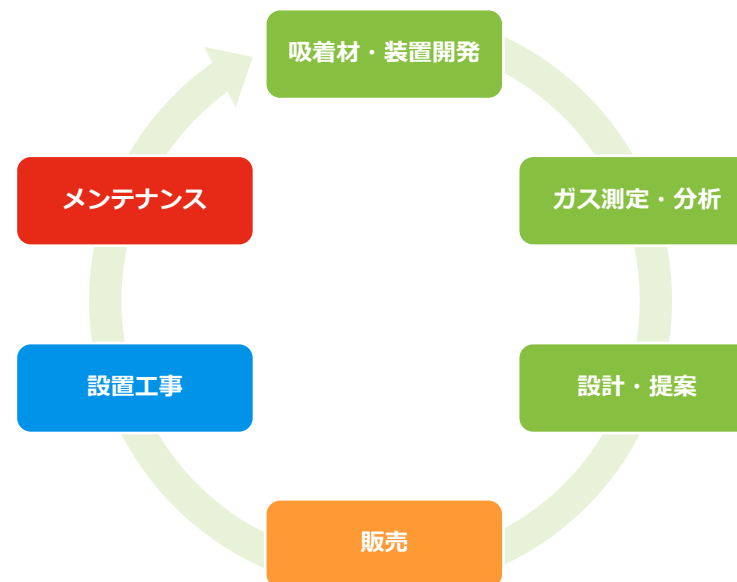 吸着材・装置開発
ガス測定・分析
設計・提案
販売
設置工事
メンテナンス